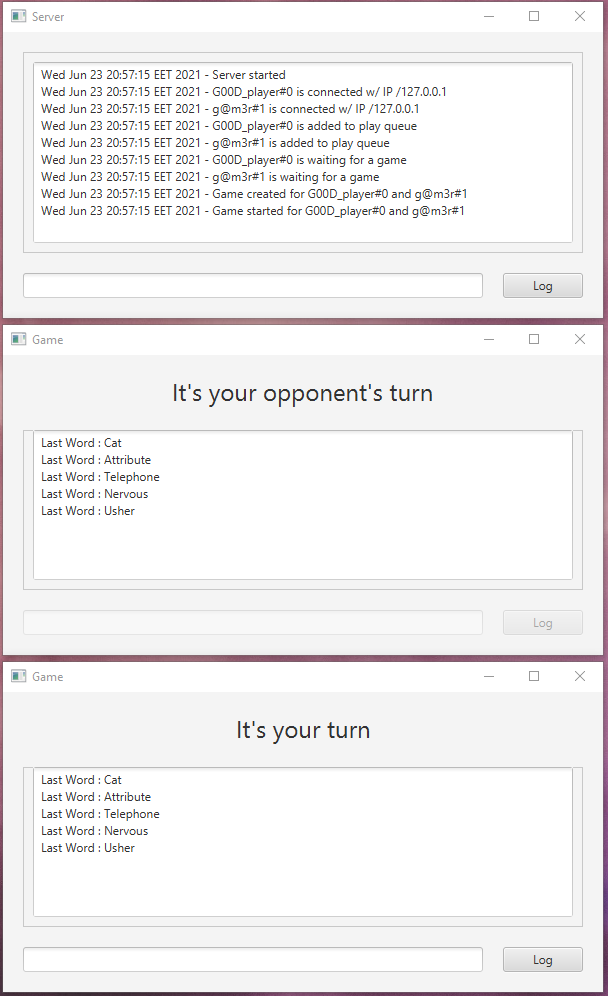 Server
Wed Jun 23 20:57:15 EET 2021 - Server started
Wed Jun 23 20:57:15 EET 2021 - G00D_player#0 is connected w/ IP /127.0.0.1
Wed Jun 23 20:57:15 EET 2021 - g@m3r#1 is connected w/ IP /127.0.0.1
Wed Jun 23 20:57:15 EET 2021 - G00D_player#0 is added to play queue
Wed Jun 23 20:57:15 EET 2021 - g@m3r#1 is added to play queue
Wed Jun 23 20:57:15 EET 2021 - G00D_player#0 is waiting for a game
Wed Jun 23 20:57:15 EET 2021 - g@m3r#1 is waiting for a game
Wed Jun 23 20:57:15 EET 2021 - Game created for G00D_player#0 and g@m3r#1
Wed Jun 23 20:57:15 EET 2021 - Game started for G00D_player#0 and g@m3r#1
Log
Game
It's your opponent's turn
Last Word : Cat
Last Word : Attribute
Last Word : Telephone
Last Word : Nervous
Last Word : Usher
Log
Game
It's your turn
Last Word : Cat
Last Word : Attribute
Last Word : Telephone
Last Word : Nervous
Last Word : Usher
Log